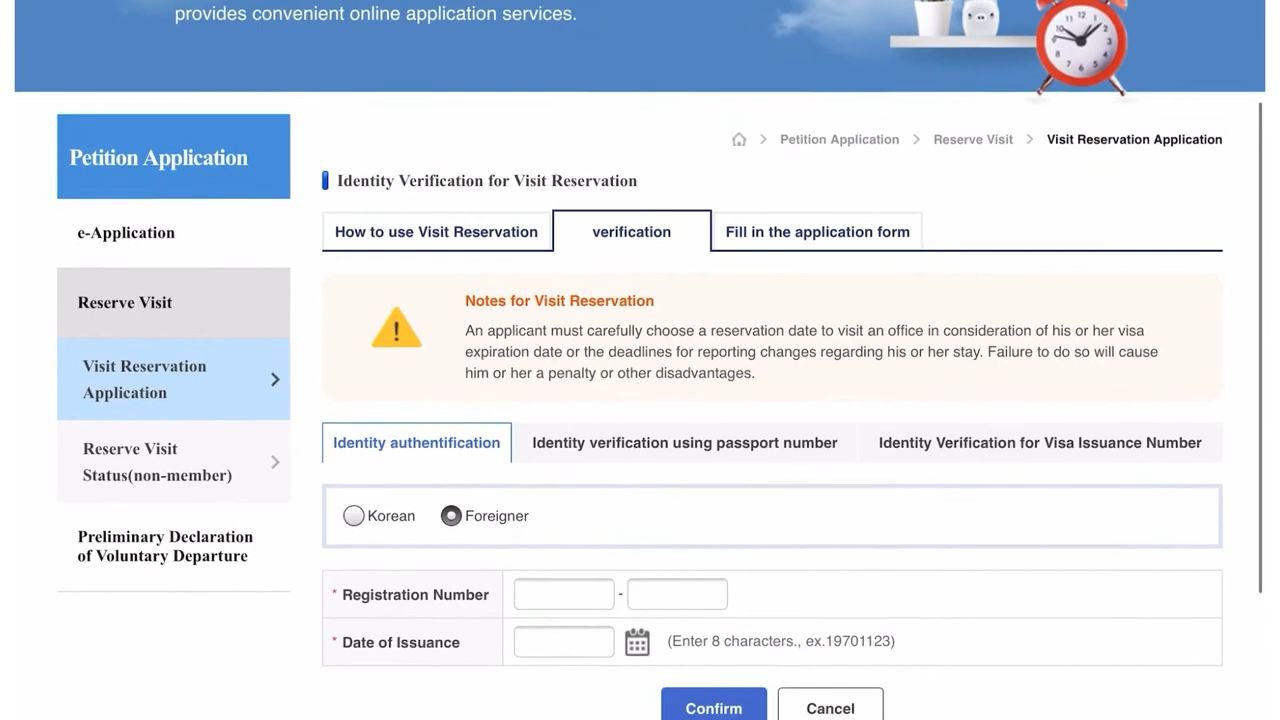 provides convenient online application services.
Petition Application
e-Application
Reserve Visit
Visit Reservation
Application
Reserve Visit
Status(non-member)
Preliminary Declaration
of Voluntary Departure
Petition Application > Reserve Visit > Visit Reservation Application
Identity Verification for Visit Reservation
How to use Visit Reservation verification Fill in the application form
Notes for Visit Reservation
An applicant must carefully choose a reservation date to visit an office in consideration of his or her visa
expiration date or the deadlines for reporting changes regarding his or her stay. Failure to do so will cause
him or her a penalty or other disadvantages.
Identity authentification Identity verification using passport number Identity Verification for Visa Issuance Number
Korean Foreigner
* Registration Number -
* Date of Issuance (Enter 8 characters., ex.19701123)
Confirm Cancel